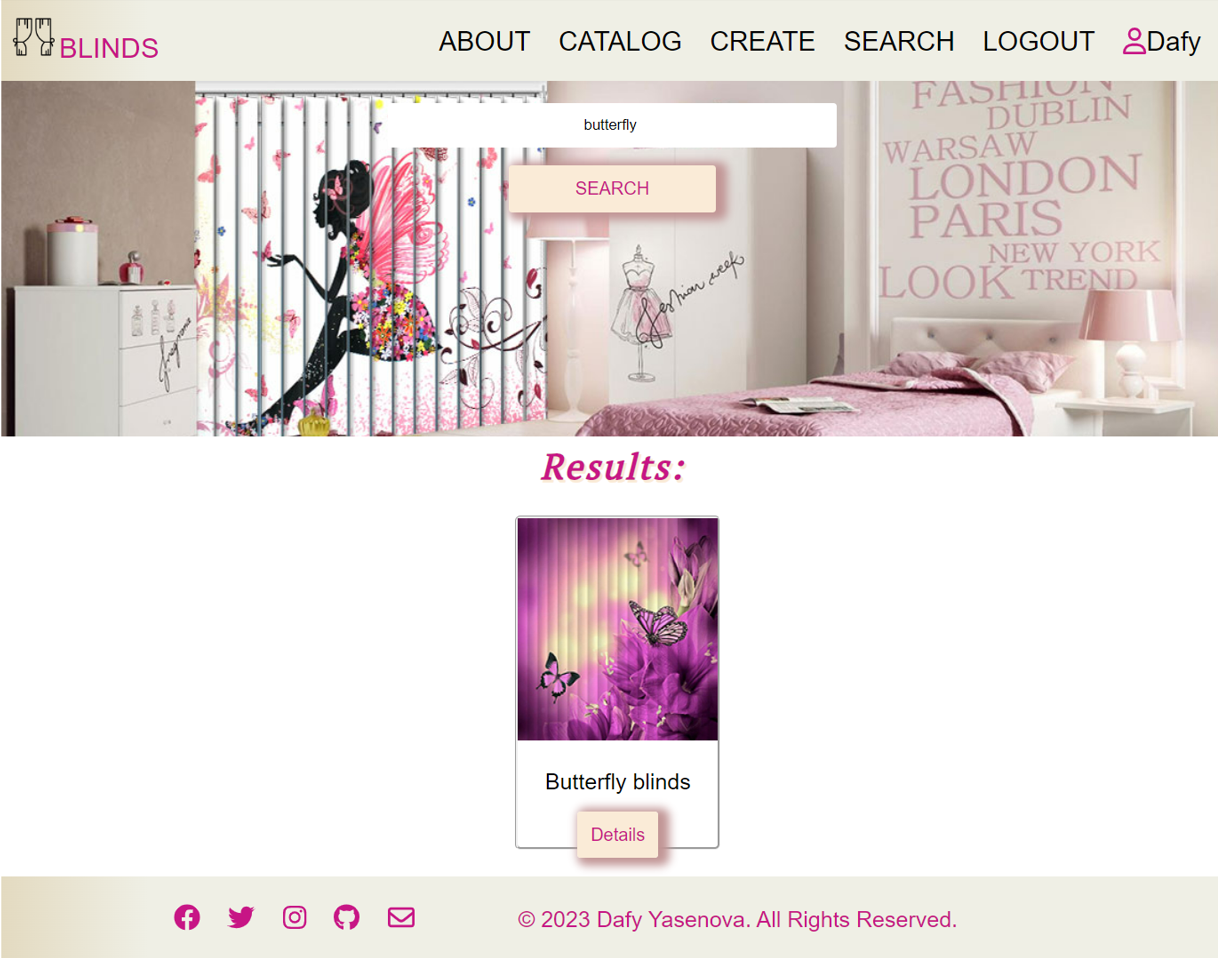 BLINDS
ABOUT CATALOG CREATE SEARCH LOGOUT Dafy
butterfly
SEARCH
FASHION
DUBLIN
WARSAW
LONDON
PARIS
NEW YORK
LOOK TREND
fashion week
fragrance
Results:
Butterfly blinds
Details
© 2023 Dafy Yasenova. All Rights Reserved.